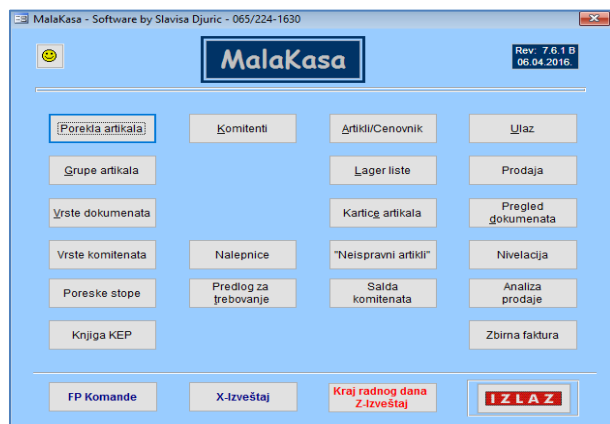 MalaKasa - Software by Slavisa Djuric - 065/224-1630
MalaKasa
Rev: 7.6.1 B
06.04.2016.
Porekla artikala
Komitenti
Artikli/Cenovnik
Ulaz
Grupe artikala
Lager liste
Prodaja
Vrste dokumenata
Kartice artikala
Pregled
dokumenata
Vrste komitenata
Nalepnice
"Neispravni artikli"
Nivelacija
Poreske stope
Predlog za
trebovanje
Salda
komitenata
Analiza
prodaje
Knjiga KEP
Zbirna faktura
FP Komande
X-Izveštaj
Kraj radnog dana
Z-Izveštaj
IZLAZ